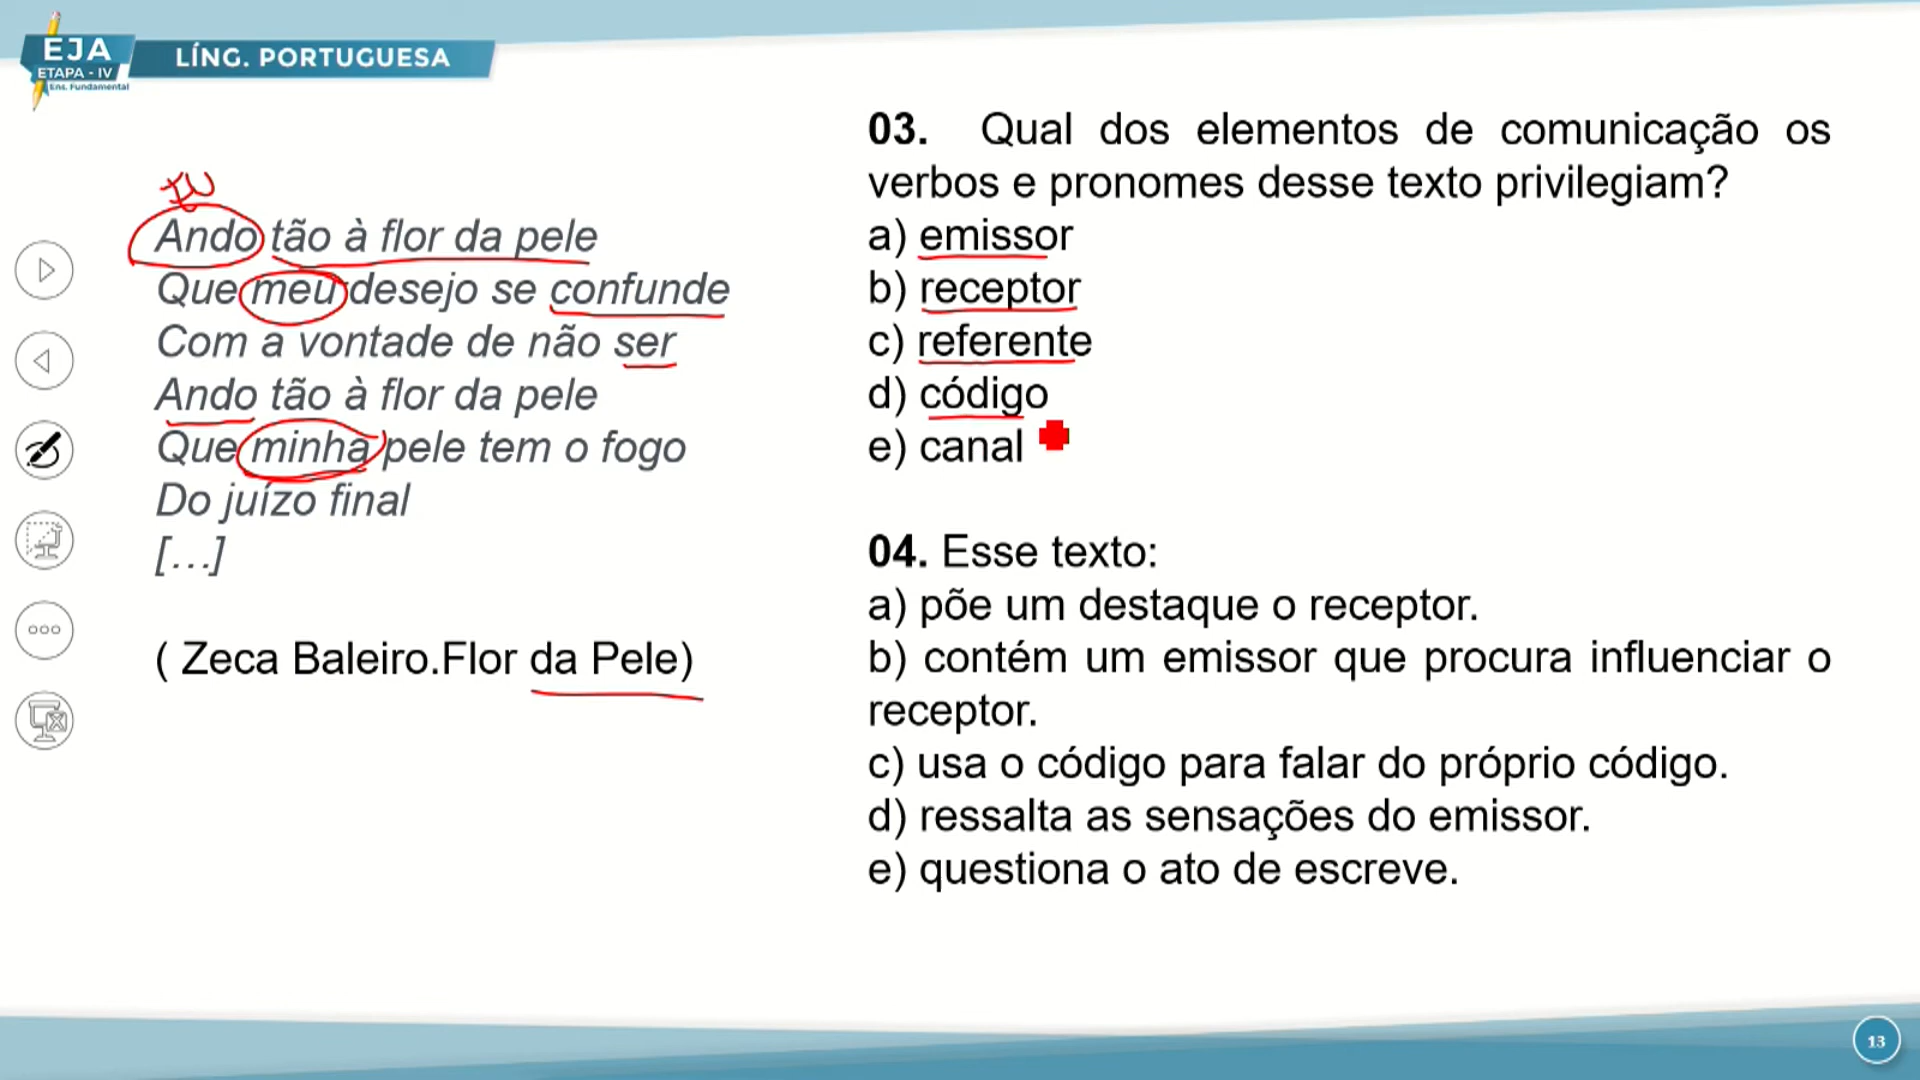 EJA
ETAPA - IV
Ens. Fundamental
LÍNG. PORTUGUESA
EU
Ando tão à flor da pele
Que meu desejo se confunde
Com a vontade de não ser
Ando tão à flor da pele
Que minha pele tem o fogo
Do juízo final
[...]
( Zeca Baleiro.Flor da Pele)
03. Qual dos elementos de comunicação os
verbos e pronomes desse texto privilegiam?
a) emissor
b) receptor
c) referente
d) código
e) canal
04. Esse texto:
a) põe um destaque o receptor.
b) contém um emissor que procura influenciar o
receptor.
c) usa o código para falar do próprio código.
d) ressalta as sensações do emissor.
e) questiona o ato de escreve.
13